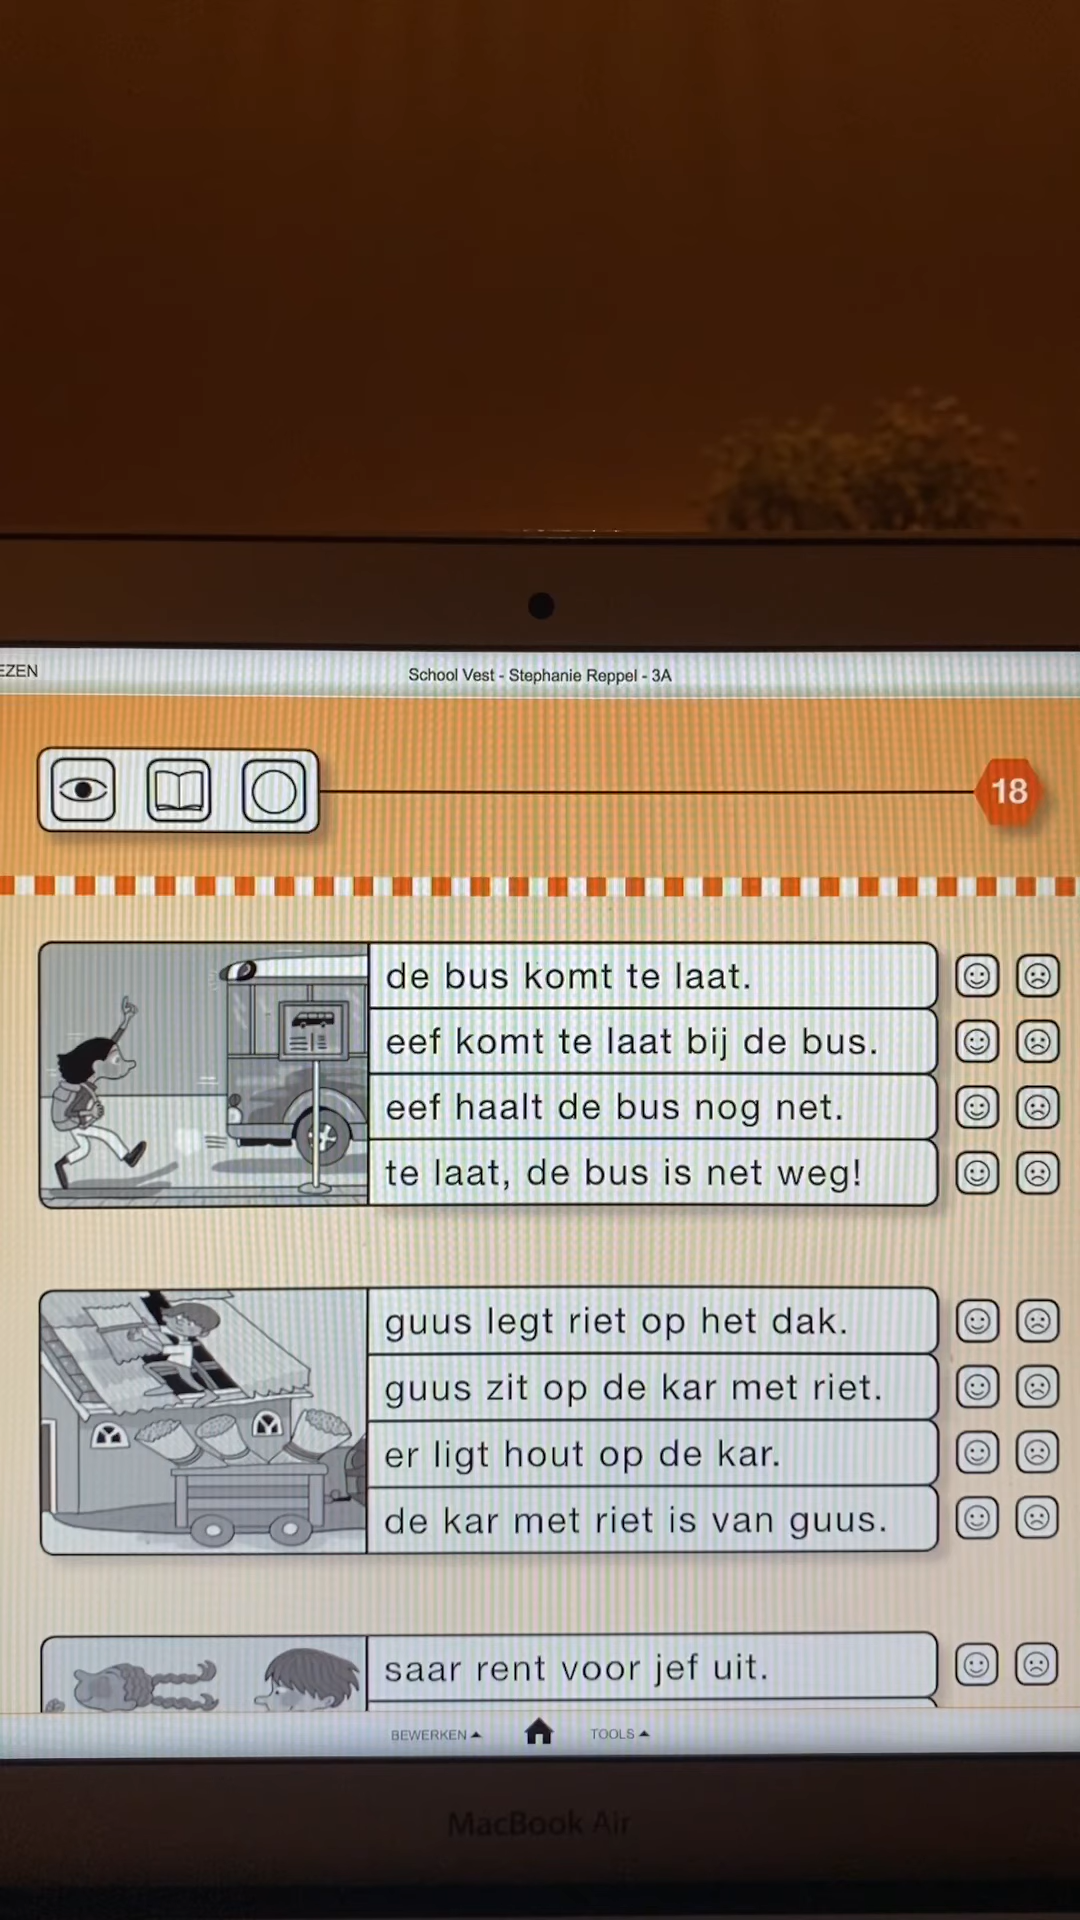 EZEN
School Vest - Stephanie Reppel - 3A
18
de bus komt te laat.
eef komt te laat bij de bus.
eef haalt de bus nog net.
te laat, de bus is net weg!
guus legt riet op het dak.
guus zit op de kar met riet.
er ligt hout op de kar.
de kar met riet is van guus.
saar rent voor jef uit.
BEWERKEN
TOOLS
MacBook Air